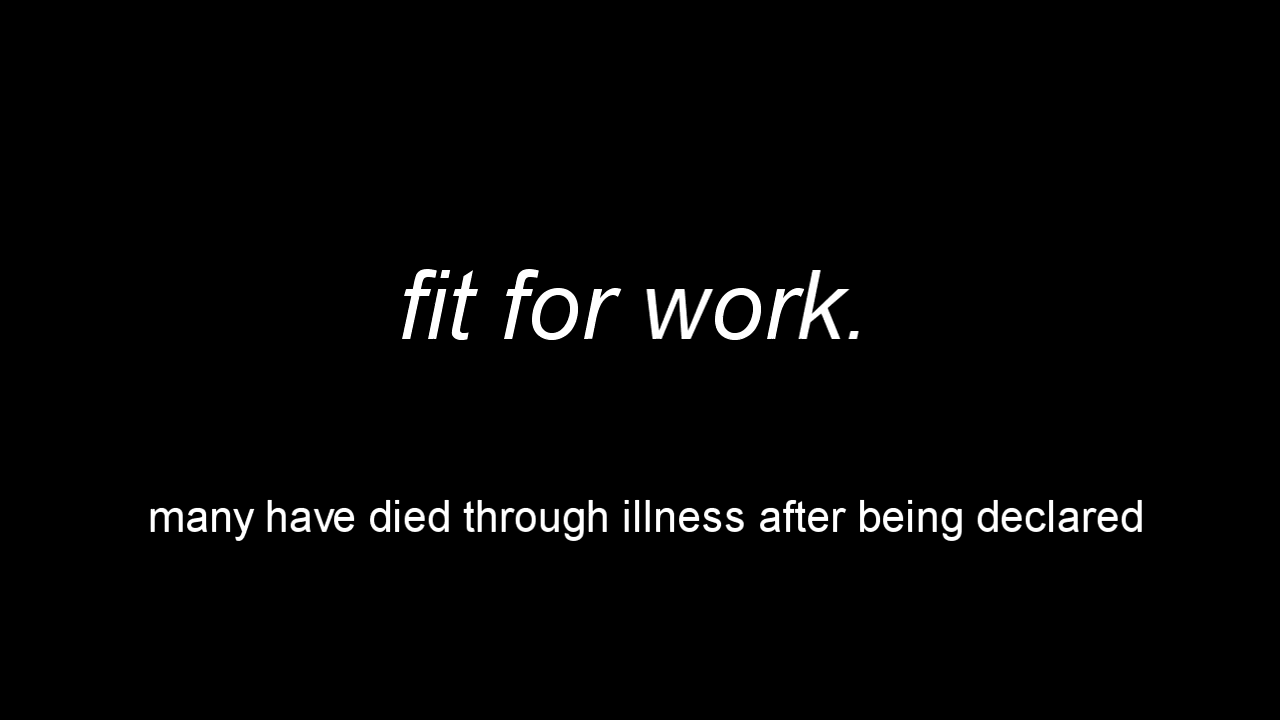 fit for work.
many have died through illness after being declared